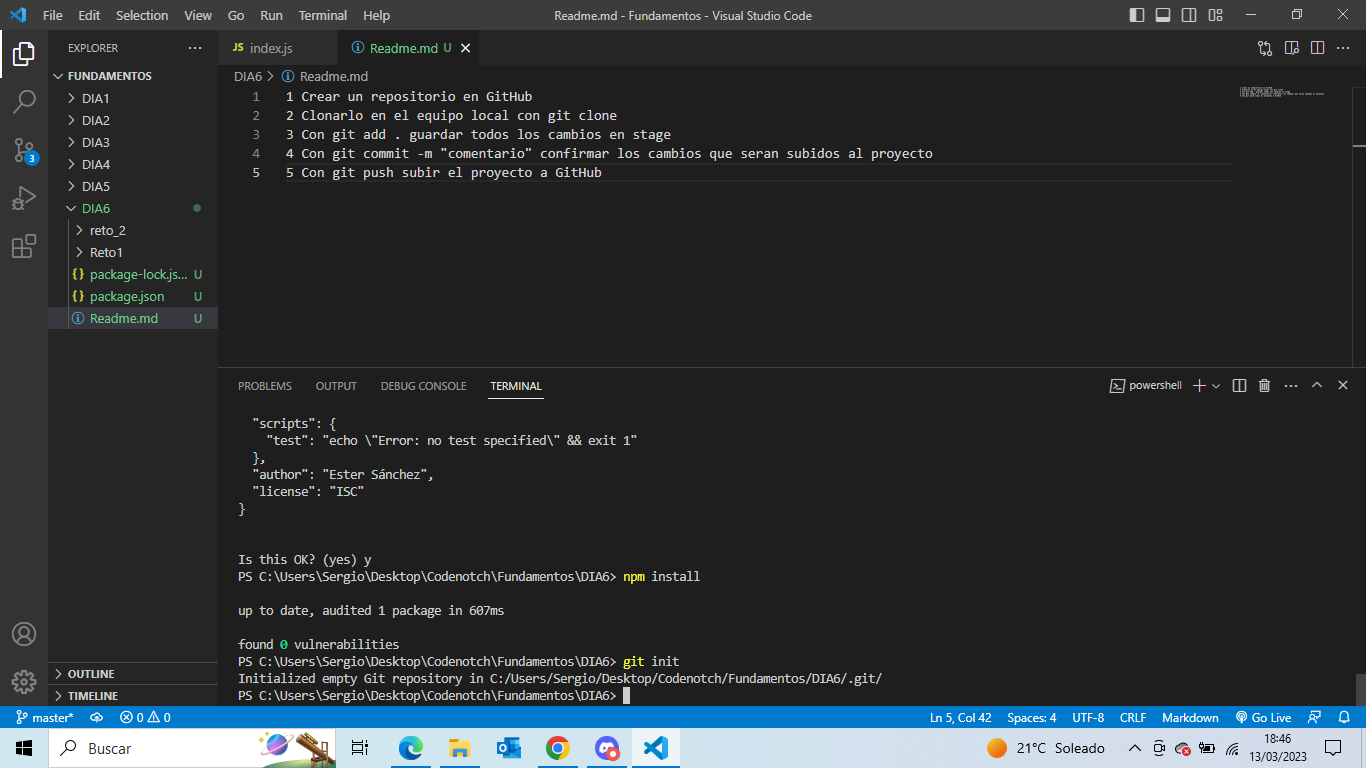 File Edit Selection View Go Run Terminal Help Readme.md - Fundamentos - Visual Studio Code
EXPLORER
JS index.js
Readme.md U
FUNDAMENTOS
DIA6 > Readme.md
DIA1
DIA2
DIA3
DIA4
DIA5
DIA6
reto_2
Reto1
{} package-lock.js... U
{} package.json U
Readme.md U
1 1 Crear un repositorio en GitHub
2 2 Clonarlo en el equipo local con git clone
3 3 Con git add . guardar todos los cambios en stage
4 4 Con git commit -m "comentario" confirmar los cambios que seran subidos al proyecto
5 5 Con git push subir el proyecto a GitHub
3
PROBLEMS OUTPUT DEBUG CONSOLE TERMINAL powershell
"scripts": {
"test": "echo \"Error: no test specified\" && exit 1"
},
"author": "Ester Sánchez",
"license": "ISC"
}
Is this OK? (yes) y
PS C:\Users\Sergio\Desktop\Codenotch\Fundamentos\DIA6> npm install
up to date, audited 1 package in 607ms
found 0 vulnerabilities
PS C:\Users\Sergio\Desktop\Codenotch\Fundamentos\DIA6> git init
Initialized empty Git repository in C:/Users/Sergio/Desktop/Codenotch/Fundamentos/DIA6/.git/
PS C:\Users\Sergio\Desktop\Codenotch\Fundamentos\DIA6>
OUTLINE
TIMELINE
master* 0 0 Ln 5, Col 42 Spaces: 4 UTF-8 CRLF Markdown Go Live
Buscar
21°C Soleado
18:46
13/03/2023